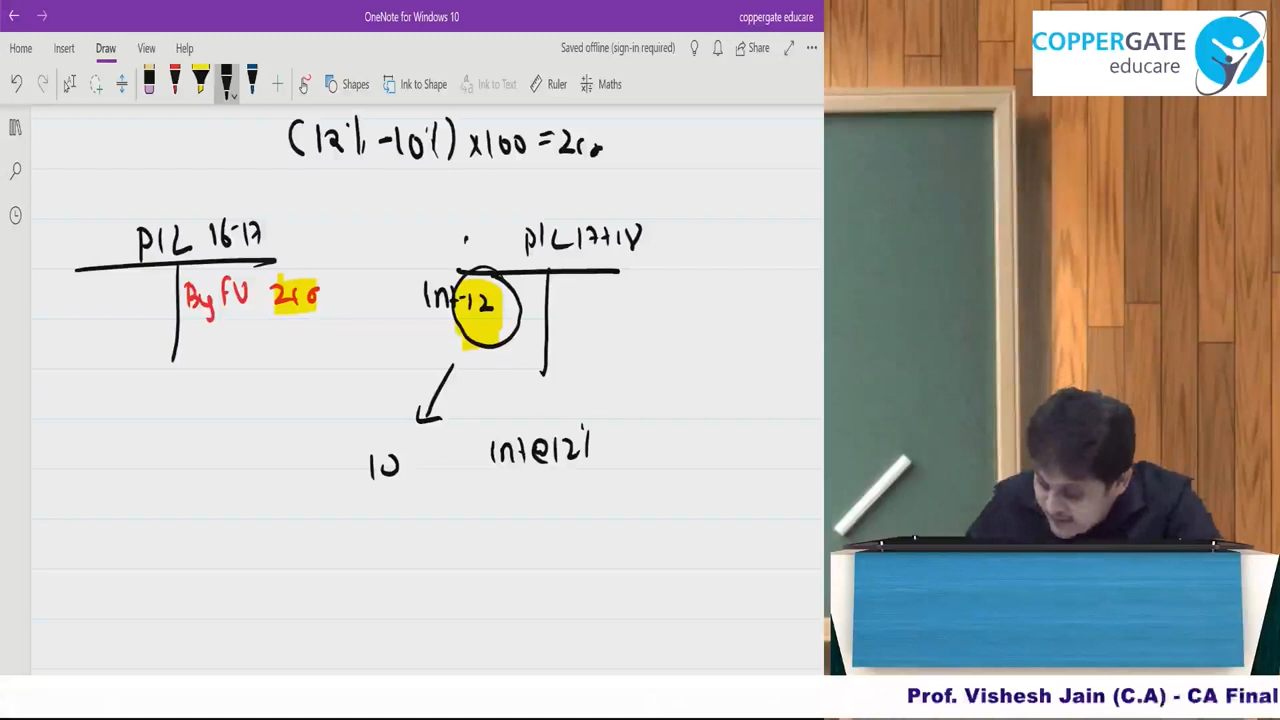 OneNote for Windows 10
coppergate educare
Home Insert Draw View Help
Saved offline (sign-in required)
Share
Shapes
Ink to Shape
Ink to Text
Ruler
Maths
COPPERGATE
educare
(12% -10%) x100 = 2cr
P/L 16-17
P/L 17-18
By FV 2cr
Int-12
10
Int@12%
Prof. Vishesh Jain (C.A) - CA Final